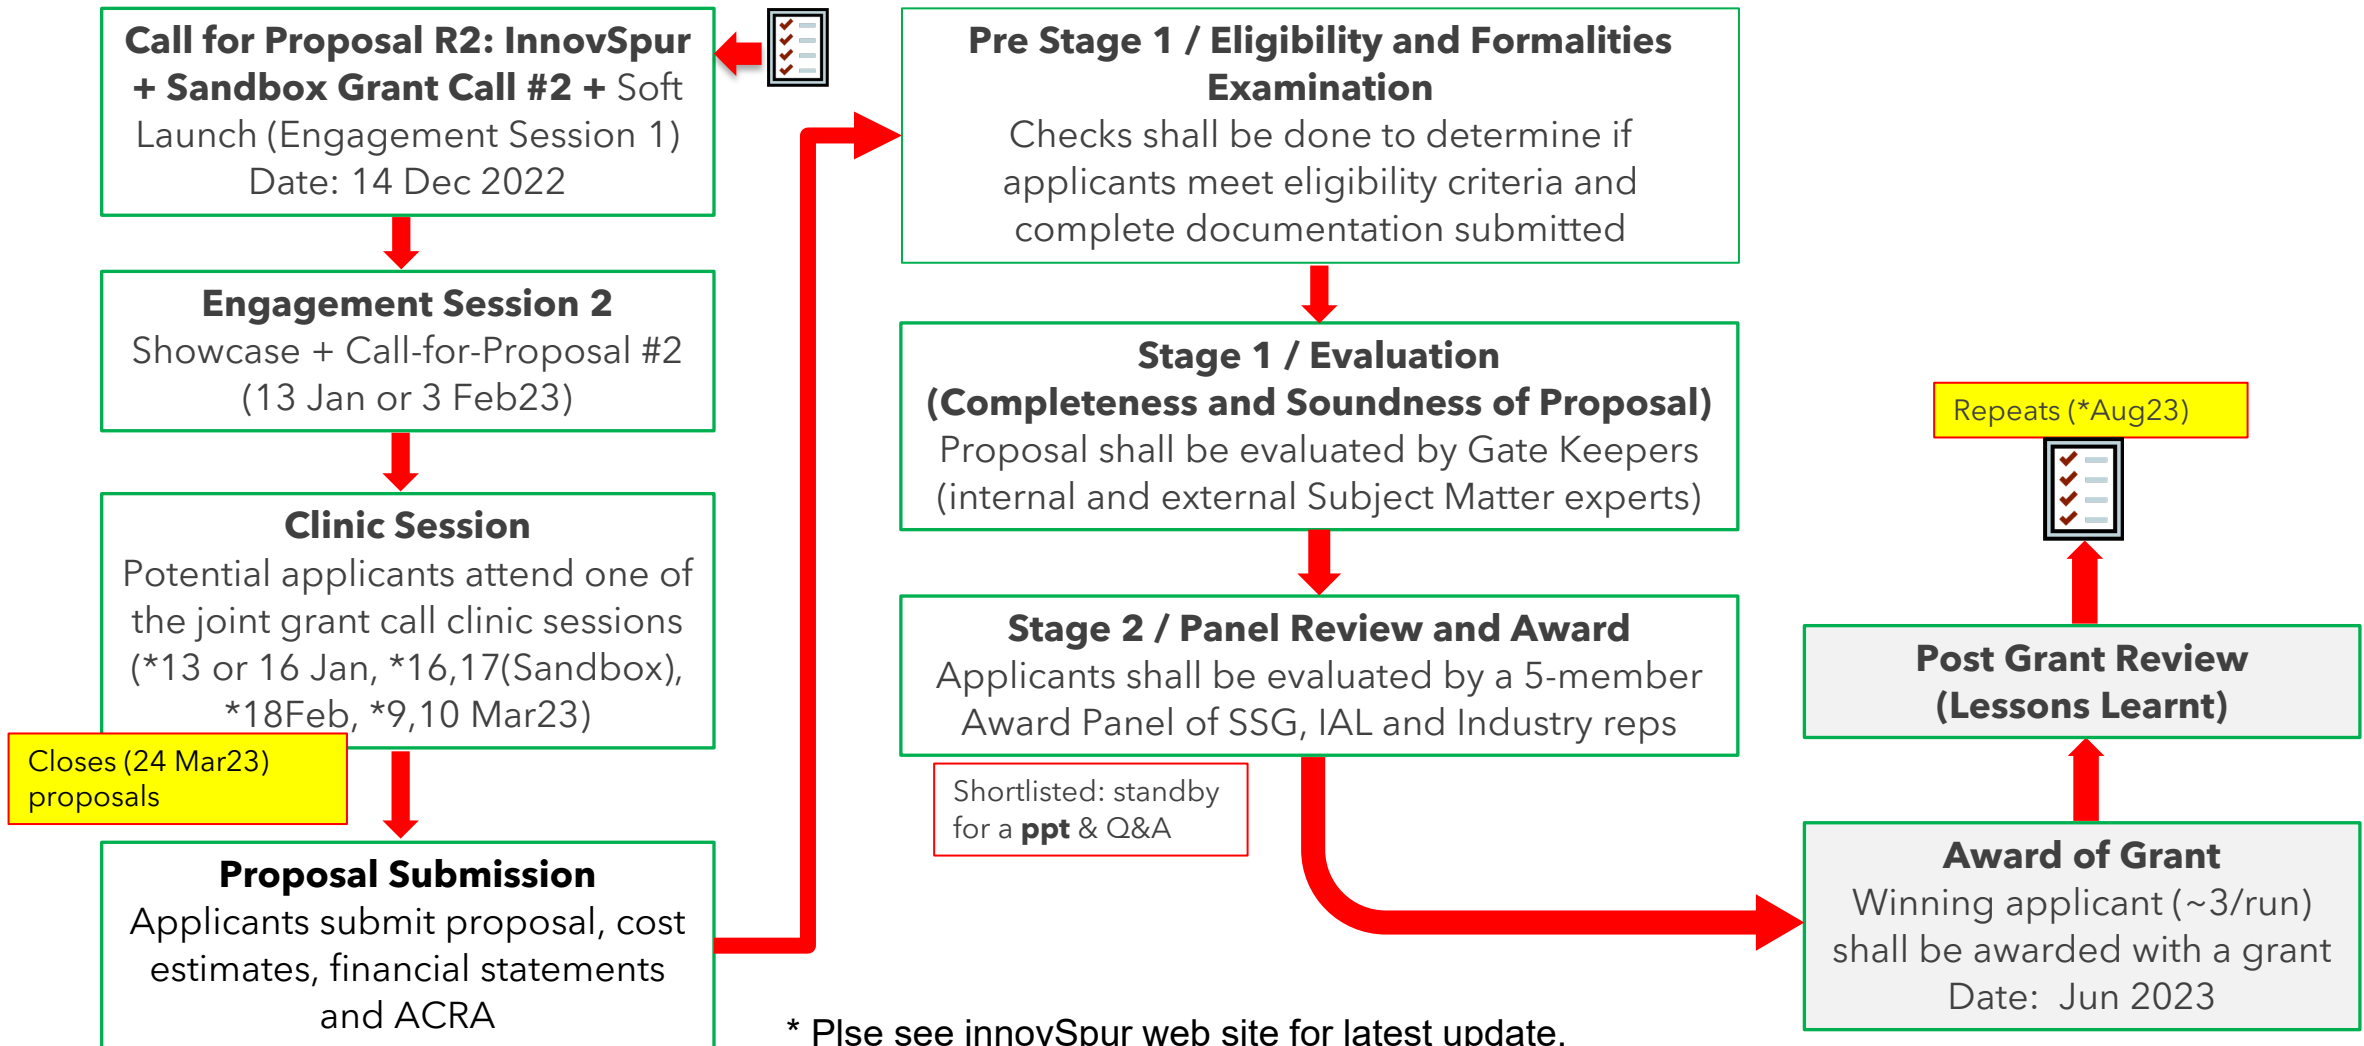 Call for Proposal R2: InnovSpur
+ Sandbox Grant Call #2 + Soft
Launch (Engagement Session 1)
Date: 14 Dec 2022
Engagement Session 2
Showcase + Call-for-Proposal #2
(13 Jan or 3 Feb23)
Clinic Session
Potential applicants attend one of
the joint grant call clinic sessions
(*13 or 16 Jan, *16,17(Sandbox),
*18Feb, *9,10 Mar23)
Closes (24 Mar23)
proposals
Proposal Submission
Applicants submit proposal, cost
estimates, financial statements
and ACRA
Pre Stage 1 / Eligibility and Formalities
Examination
Checks shall be done to determine if
applicants meet eligibility criteria and
complete documentation submitted
Stage 1 / Evaluation
(Completeness and Soundness of Proposal)
Proposal shall be evaluated by Gate Keepers
(internal and external Subject Matter experts)
Stage 2 / Panel Review and Award
Applicants shall be evaluated by a 5-member
Award Panel of SSG, IAL and Industry reps
Shortlisted: standby
for a ppt & Q&A
Award of Grant
Winning applicant (~3/run)
shall be awarded with a grant
Date: Jun 2023
Post Grant Review
(Lessons Learnt)
Repeats (*Aug23)
* Plse see innovSpur web site for latest update.